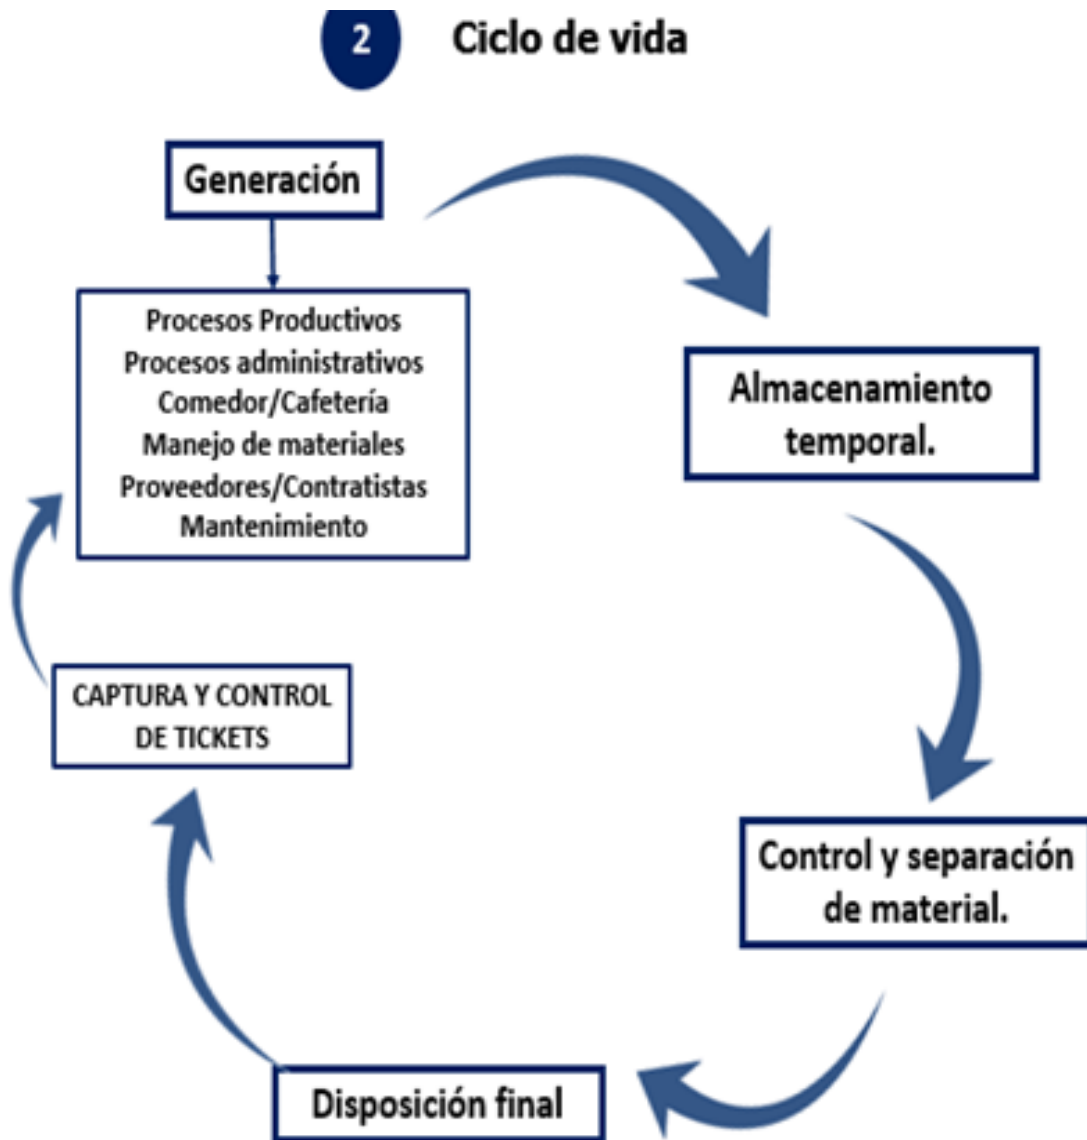 2
Ciclo de vida
Generación
Procesos Productivos
Procesos administrativos
Comedor/Cafetería
Manejo de materiales
Proveedores/Contratistas
Mantenimiento
Almacenamiento
temporal.
Control y separación
de material.
Disposición final
CAPTURA Y CONTROL
DE TICKETS